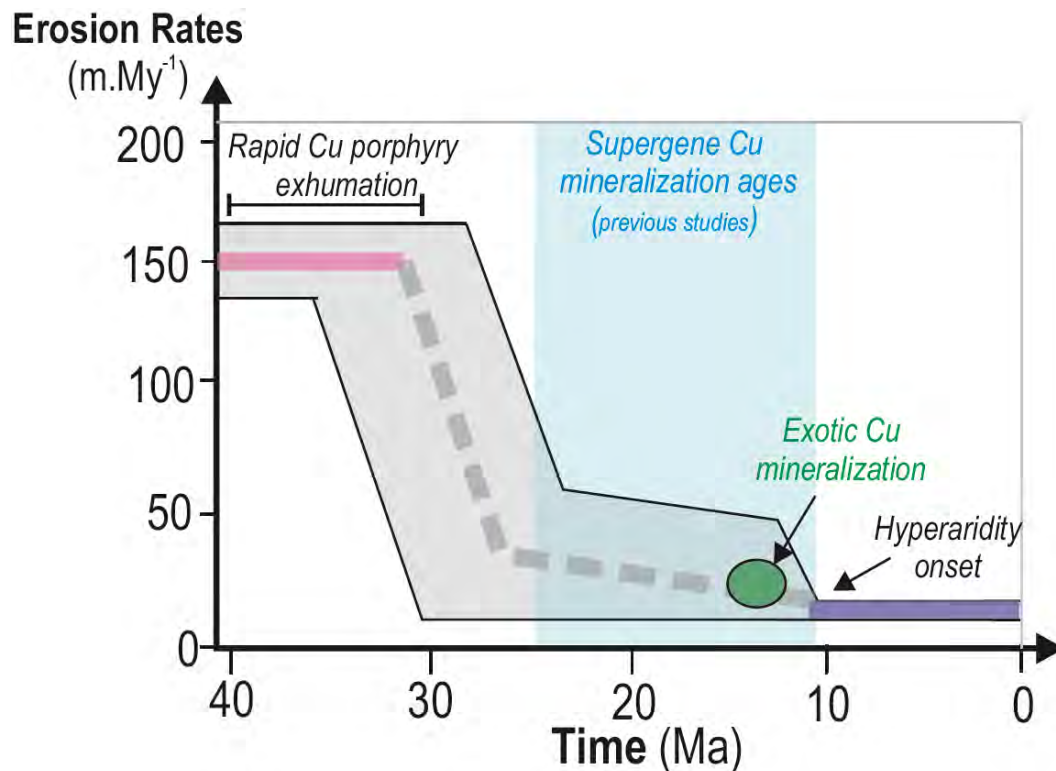 Erosion Rates
(m.My⁻¹)
200
150
100
50
0
Rapid Cu porphyry
exhumation
Supergene Cu
mineralization ages
(previous studies)
Exotic Cu
mineralization
Hyperaridity
onset
40 30 20 10 0
Time (Ma)